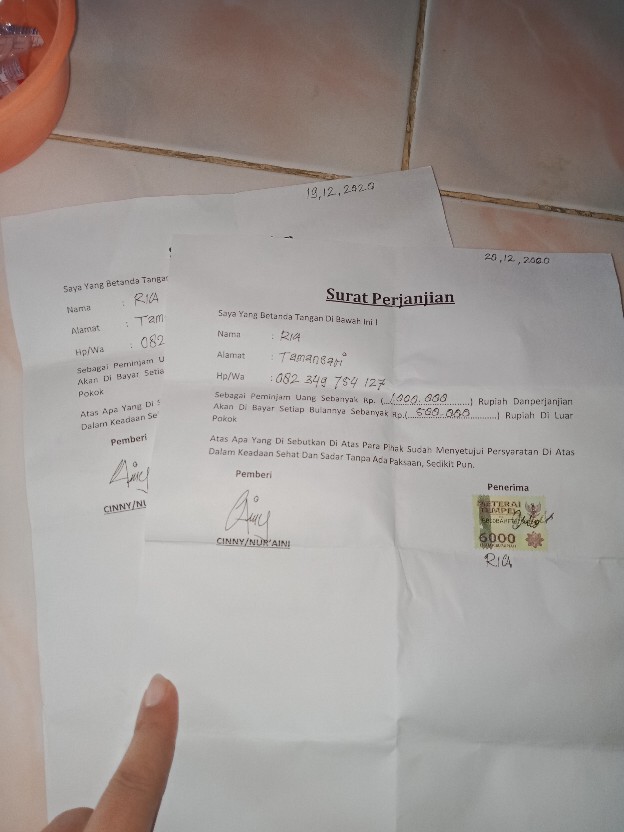 19,12,2020
Saya Yang Betanda Tangan
Nama : RIA
Alamat : Tam
Hp/Wa : 082
Sebagai Peminjam U
Akan Di Bayar Setia
Pokok
Atas Apa Yang Di S
Dalam Keadaan Se
Pemberi
CINNY/NU
20,12,2020
Surat Perjanjian
Saya Yang Betanda Tangan Di Bawah Ini I
Nama : RIA
Alamat : Tamansari
Hp/Wa : 082 349 754 127
Sebagai Peminjam Uang Sebanyak Rp. (...1.000.000...) Rupiah Danperjanjian
Akan Di Bayar Setiap Bulannya Sebanyak Rp.(...500.000...) Rupiah Di Luar
Pokok
Atas Apa Yang Di Sebutkan Di Atas Para Pihak Sudah Menyetujui Persyaratan Di Atas
Dalam Keadaan Sehat Dan Sadar Tanpa Ada Paksaan, Sedikit Pun.
Pemberi
CINNY/NUR'AINI
Penerima
METERAI
TEMPEL
6000
RIA